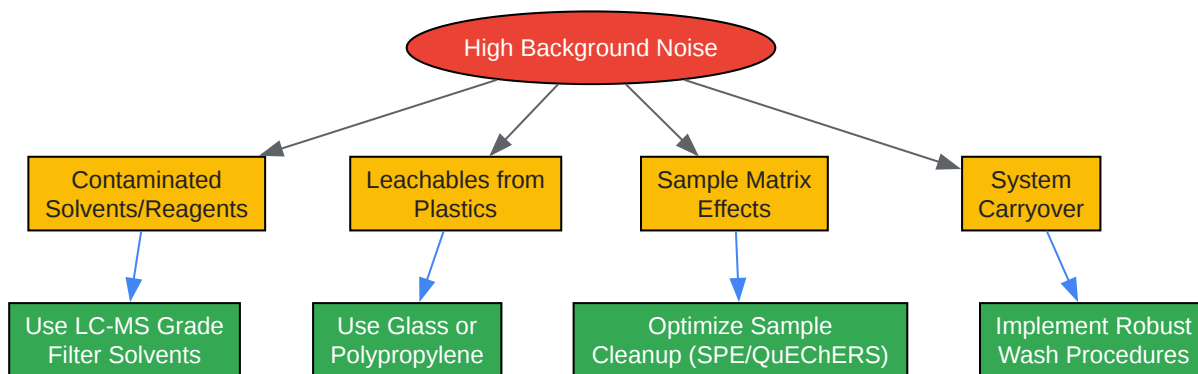 High Background Noise
Contaminated
Solvents/Reagents
Leachables from
Plastics
Sample Matrix
Effects
System
Carryover
Use LC-MS Grade
Filter Solvents
Use Glass or
Polypropylene
Optimize Sample
Cleanup (SPE/QuEChERS)
Implement Robust
Wash Procedures